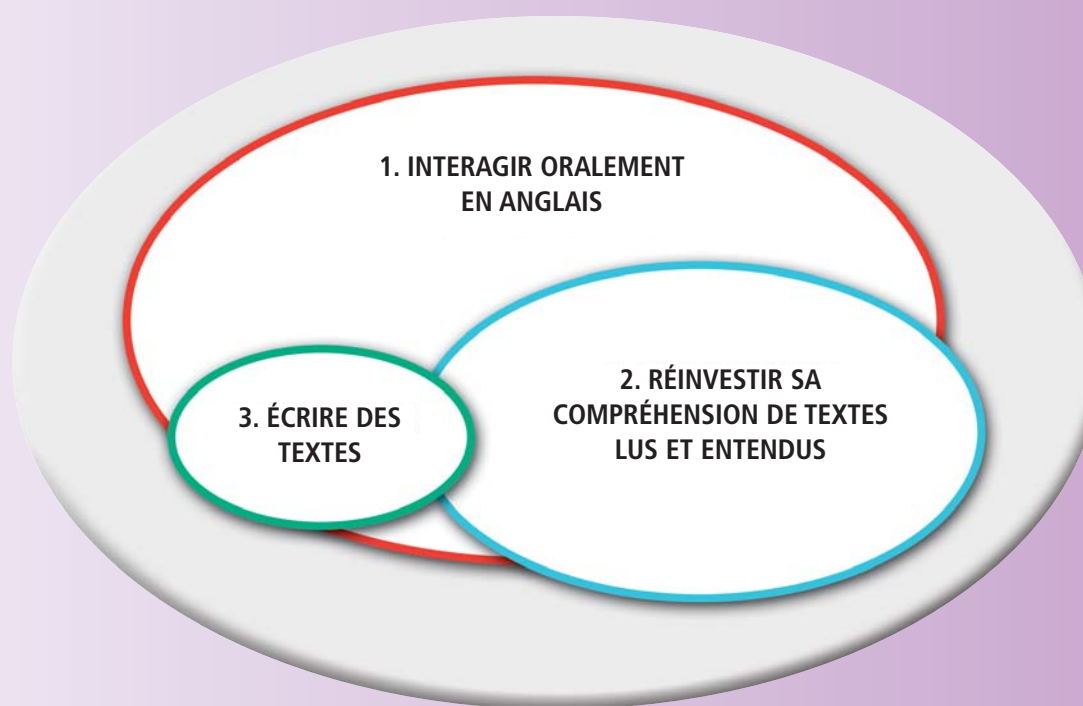 1. INTERAGIR ORALEMENT
EN ANGLAIS
2. RÉINVESTIR SA
COMPRÉHENSION DE TEXTES
LUS ET ENTENDUS
3. ÉCRIRE DES
TEXTES